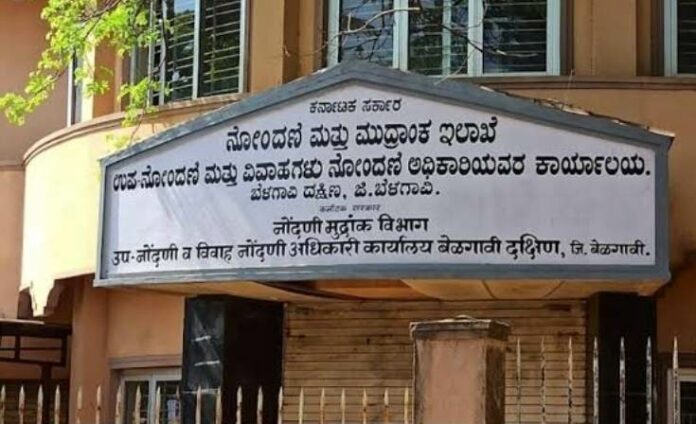 ಕರ್ನಾಟಕ ಸರ್ಕಾರ
ನೋಂದಣಿ ಮತ್ತು ಮುದ್ರಾಂಕ ಇಲಾಖೆ
ಉಪ-ನೋಂದಣಿ ಮತ್ತು ವಿವಾಹಗಳು ನೋಂದಣಿ ಅಧಿಕಾರಿಯವರ ಕಾರ್ಯಾಲಯ.
ಬೆಳಗಾವಿ ದಕ್ಷಿಣ, ಜಿ.ಬೆಳಗಾವಿ.
कर्नाटक सरकार
नोंदणी मुद्रांक विभाग
उप-नोंदणी व विवाह नोंदणी अधिकारी कार्यालय बेळगावी दक्षिण, जि.बेळगावी.